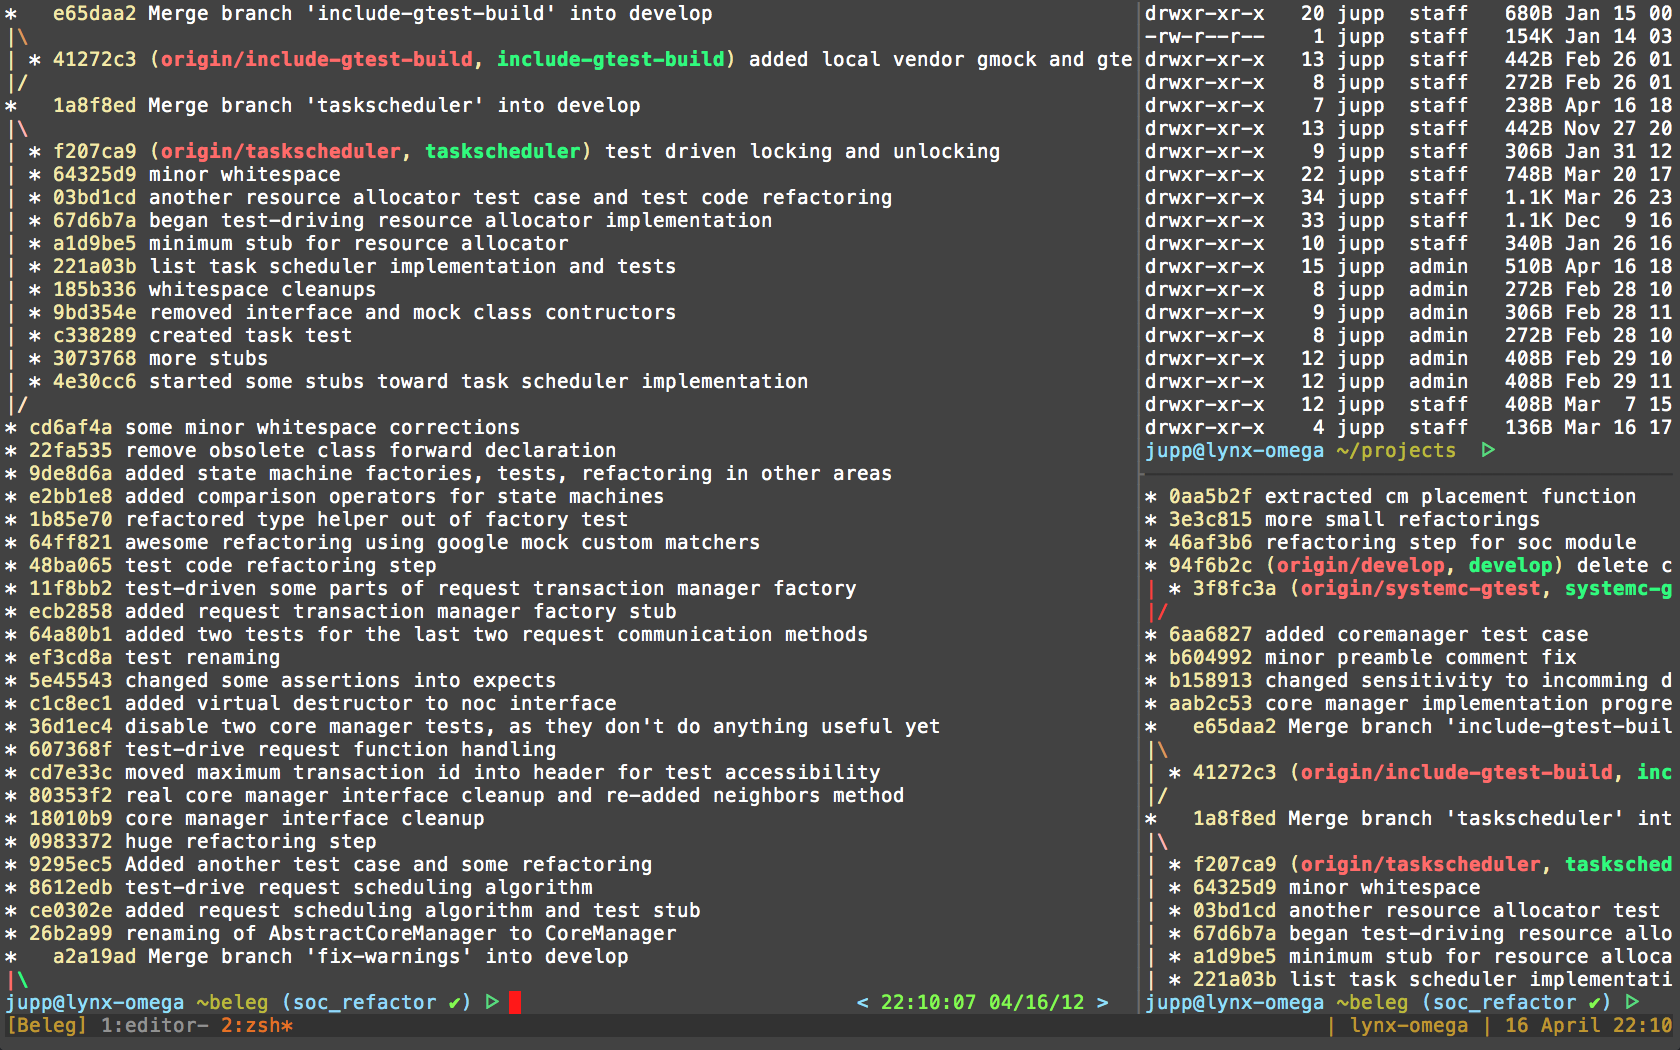 *   e65daa2 Merge branch 'include-gtest-build' into develop
|\
| * 41272c3 (origin/include-gtest-build, include-gtest-build) added local vendor gmock and gte
|/
*   1a8f8ed Merge branch 'taskscheduler' into develop
|\
| * f207ca9 (origin/taskscheduler, taskscheduler) test driven locking and unlocking
| * 64325d9 minor whitespace
| * 03bd1cd another resource allocator test case and test code refactoring
| * 67d6b7a began test-driving resource allocator implementation
| * a1d9be5 minimum stub for resource allocator
| * 221a03b list task scheduler implementation and tests
| * 185b336 whitespace cleanups
| * 9bd354e removed interface and mock class contructors
| * c338289 created task test
| * 3073768 more stubs
| * 4e30cc6 started some stubs toward task scheduler implementation
|/
* cd6af4a some minor whitespace corrections
* 22fa535 remove obsolete class forward declaration
* 9de8d6a added state machine factories, tests, refactoring in other areas
* e2bb1e8 added comparison operators for state machines
* 1b85e70 refactored type helper out of factory test
* 64ff821 awesome refactoring using google mock custom matchers
* 48ba065 test code refactoring step
* 11f8bb2 test-driven some parts of request transaction manager factory
* ecb2858 added request transaction manager factory stub
* 64a80b1 added two tests for the last two request communication methods
* ef3cd8a test renaming
* 5e45543 changed some assertions into expects
* c1c8ec1 added virtual destructor to noc interface
* 36d1ec4 disable two core manager tests, as they don't do anything useful yet
* 607368f test-drive request function handling
* cd7e33c moved maximum transaction id into header for test accessibility
* 80353f2 real core manager interface cleanup and re-added neighbors method
* 18010b9 core manager interface cleanup
* 0983372 huge refactoring step
* 9295ec5 Added another test case and some refactoring
* 8612edb test-drive request scheduling algorithm
* ce0302e added request scheduling algorithm and test stub
* 26b2a99 renaming of AbstractCoreManager to CoreManager
*   a2a19ad Merge branch 'fix-warnings' into develop
|\
jupp@lynx-omega ~beleg (soc_refactor ✔) ▷ < 22:10:07 04/16/12 >
drwxr-xr-x   20 jupp  staff   680B Jan 15 00
-rw-r--r--    1 jupp  staff   154K Jan 14 03
drwxr-xr-x   13 jupp  staff   442B Feb 26 01
drwxr-xr-x    8 jupp  staff   272B Feb 26 01
drwxr-xr-x    7 jupp  staff   238B Apr 16 18
drwxr-xr-x   13 jupp  staff   442B Nov 27 20
drwxr-xr-x    9 jupp  staff   306B Jan 31 12
drwxr-xr-x   22 jupp  staff   748B Mar 20 17
drwxr-xr-x   34 jupp  staff   1.1K Mar 26 23
drwxr-xr-x   33 jupp  staff   1.1K Dec  9 16
drwxr-xr-x   10 jupp  staff   340B Jan 26 16
drwxr-xr-x   15 jupp  admin   510B Apr 16 18
drwxr-xr-x    8 jupp  admin   272B Feb 28 10
drwxr-xr-x    9 jupp  admin   306B Feb 28 11
drwxr-xr-x    8 jupp  admin   272B Feb 28 10
drwxr-xr-x   12 jupp  admin   408B Feb 29 10
drwxr-xr-x   12 jupp  admin   408B Feb 29 11
drwxr-xr-x   12 jupp  staff   408B Mar  7 15
drwxr-xr-x    4 jupp  staff   136B Mar 16 17
jupp@lynx-omega ~/projects  ▷
* 0aa5b2f extracted cm placement function
* 3e3c815 more small refactorings
* 46af3b6 refactoring step for soc module
* 94f6b2c (origin/develop, develop) delete c
| * 3f8fc3a (origin/systemc-gtest, systemc-g
|/
* 6aa6827 added coremanager test case
* b604992 minor preamble comment fix
* b158913 changed sensitivity to incomming d
* aab2c53 core manager implementation progre
*   e65daa2 Merge branch 'include-gtest-buil
|\
| * 41272c3 (origin/include-gtest-build, inc
|/
*   1a8f8ed Merge branch 'taskscheduler' int
|\
| * f207ca9 (origin/taskscheduler, tasksched
| * 64325d9 minor whitespace
| * 03bd1cd another resource allocator test
| * 67d6b7a began test-driving resource allo
| * a1d9be5 minimum stub for resource alloca
| * 221a03b list task scheduler implementati
jupp@lynx-omega ~beleg (soc_refactor ✔) ▷
[Beleg] 1:editor- 2:zsh* | lynx-omega | 16 April 22:10